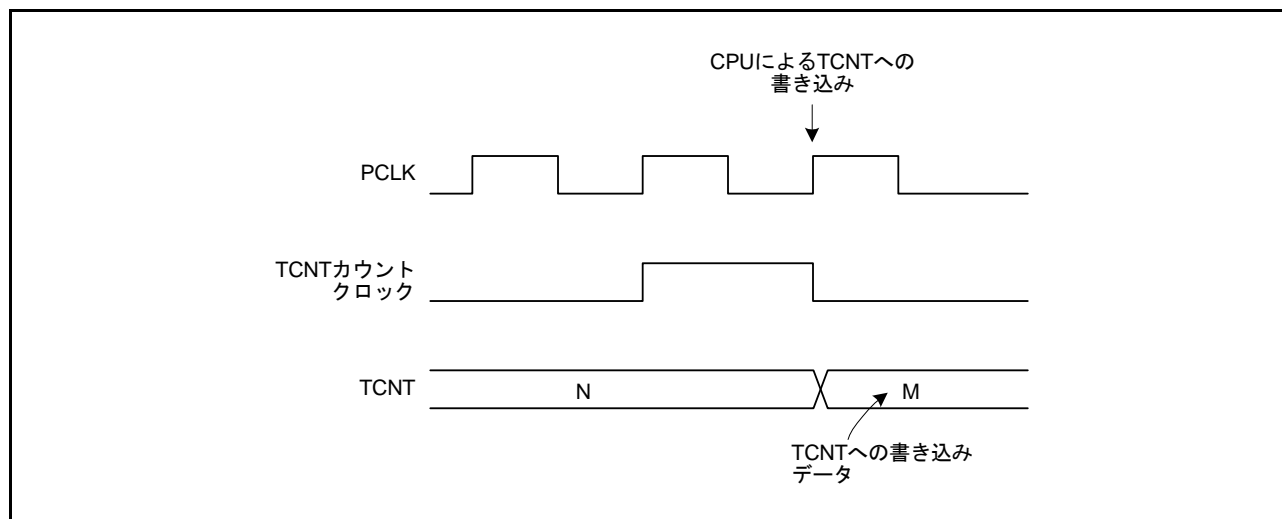 CPUによるTCNTへの
書き込み
PCLK
TCNTカウント
クロック
TCNT
N
M
TCNTへの書き込み
データ